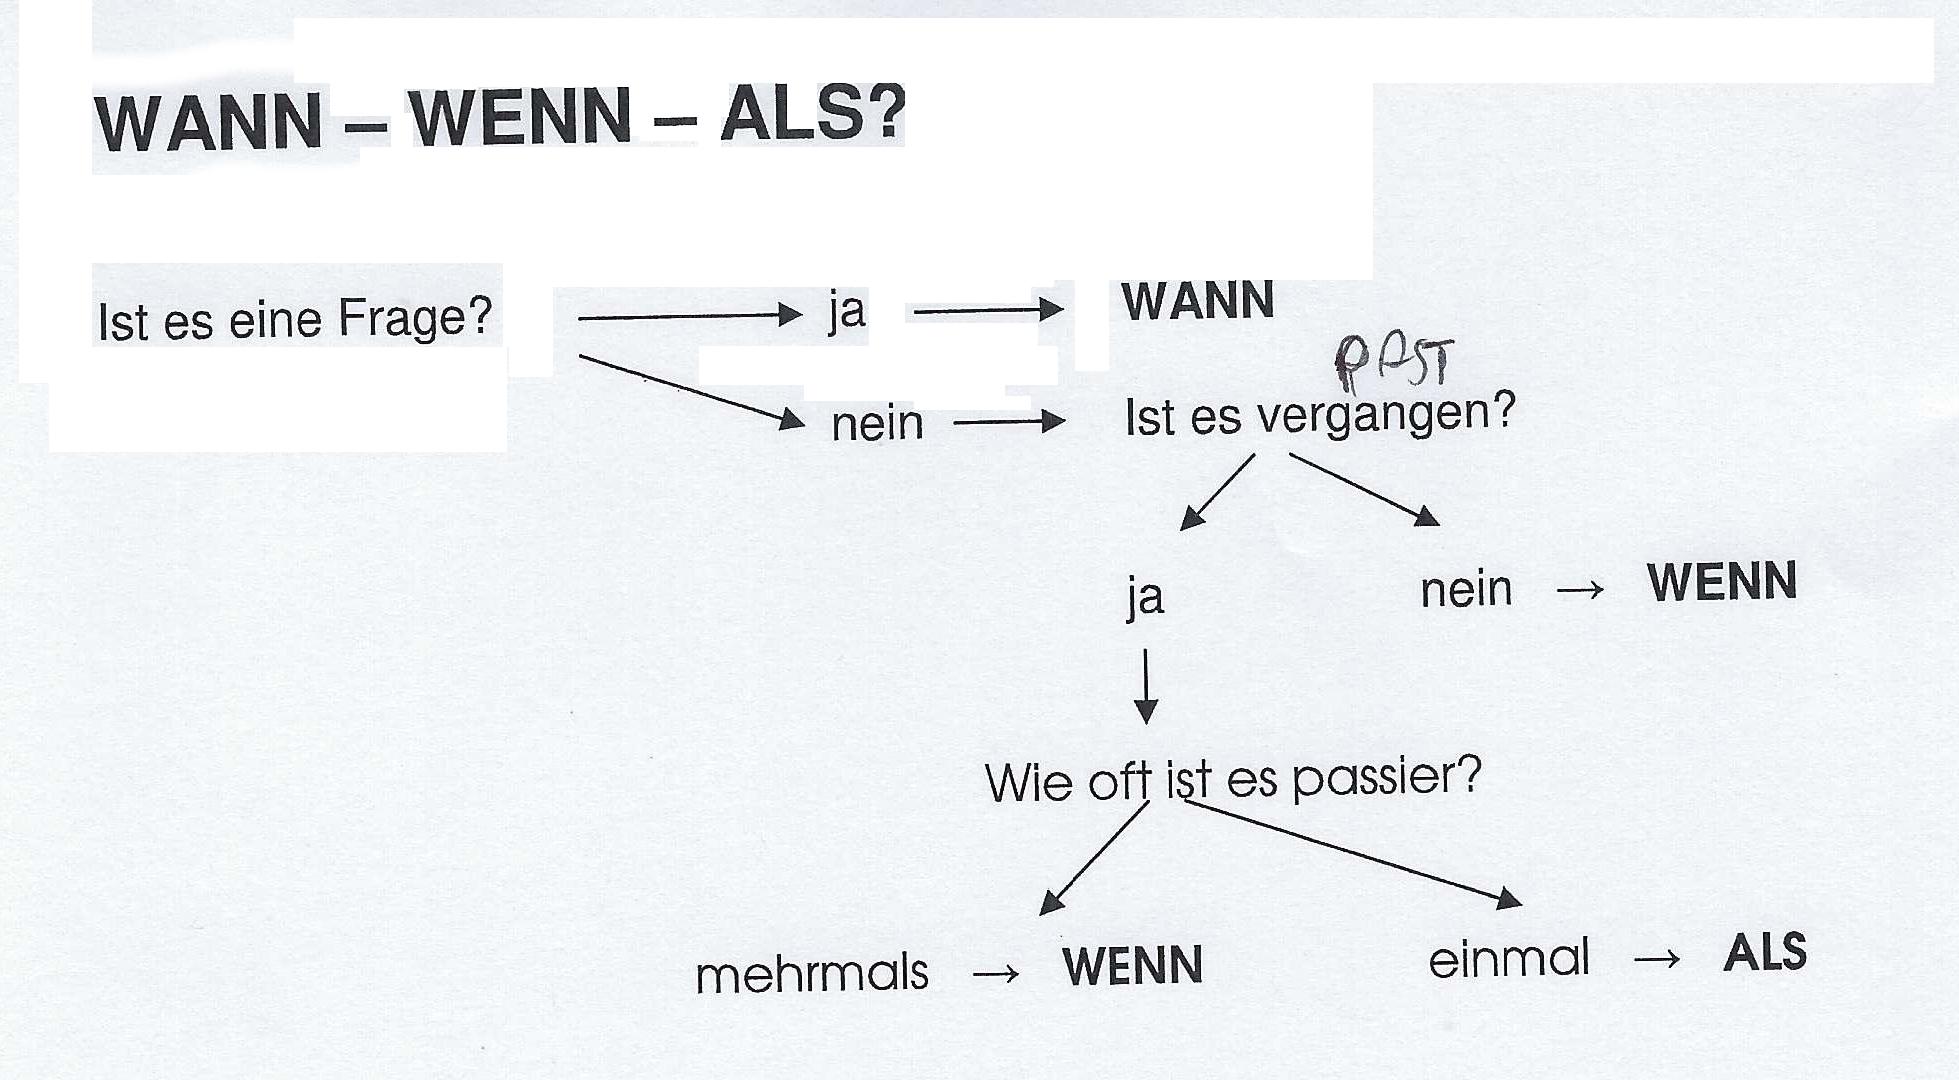 WANN – WENN – ALS?
Ist es eine Frage? → ja → WANN
PAST
nein → Ist es vergangen?
ja
nein → WENN
Wie oft ist es passier?
mehrmals → WENN
einmal → ALS